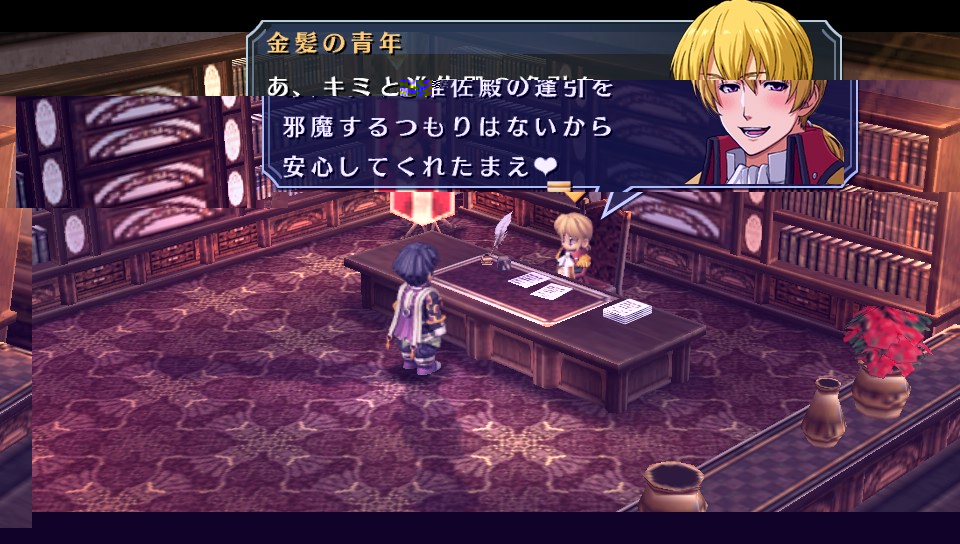 金髪の青年
あ、キミと佐殿の逢引を
邪魔するつもりはないから
安心してくれたまえ❤